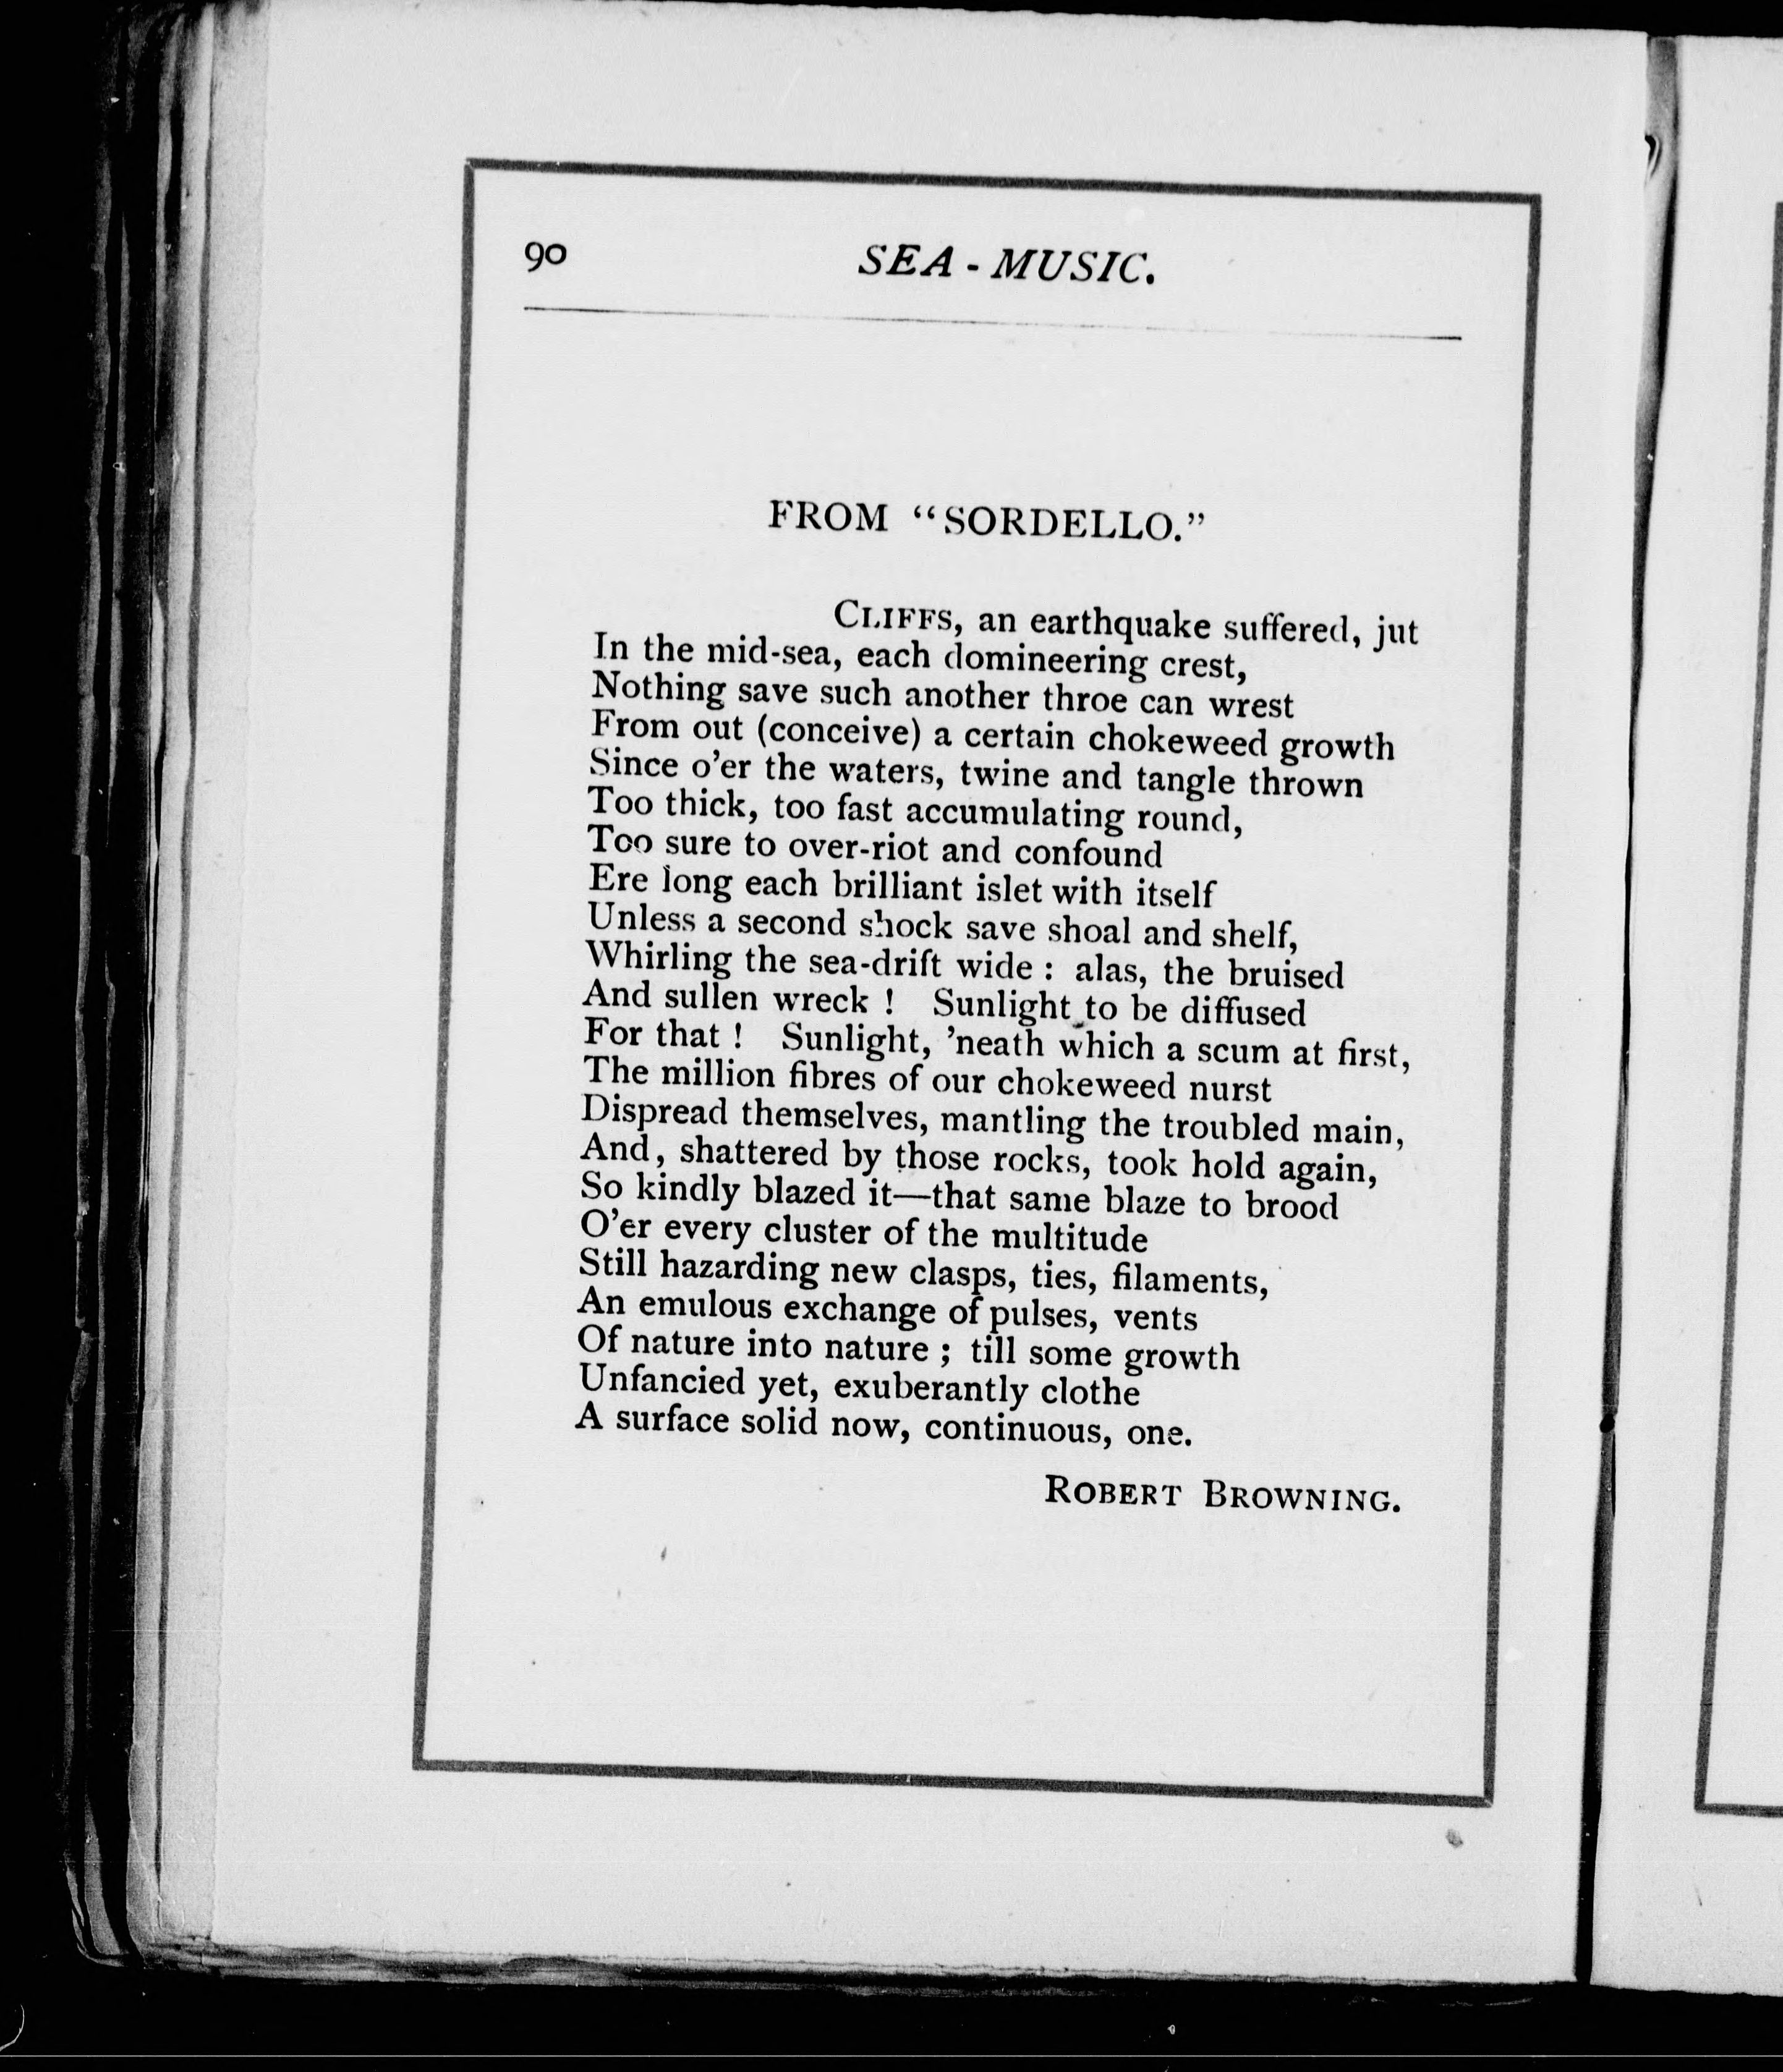 90
SEA - MUSIC.
FROM "SORDELLO."
CLIFFS, an earthquake suffered, jut
In the mid-sea, each domineering crest,
Nothing save such another throe can wrest
From out (conceive) a certain chokeweed growth
Since o'er the waters, twine and tangle thrown
Too thick, too fast accumulating round,
Too sure to over-riot and confound
Ere long each brilliant islet with itself
Unless a second shock save shoal and shelf,
Whirling the sea-drift wide : alas, the bruised
And sullen wreck ! Sunlight to be diffused
For that ! Sunlight, 'neath which a scum at first,
The million fibres of our chokeweed nurst
Dispread themselves, mantling the troubled main,
And, shattered by those rocks, took hold again,
So kindly blazed it—that same blaze to brood
O'er every cluster of the multitude
Still hazarding new clasps, ties, filaments,
An emulous exchange of pulses, vents
Of nature into nature ; till some growth
Unfancied yet, exuberantly clothe
A surface solid now, continuous, one.
ROBERT BROWNING.